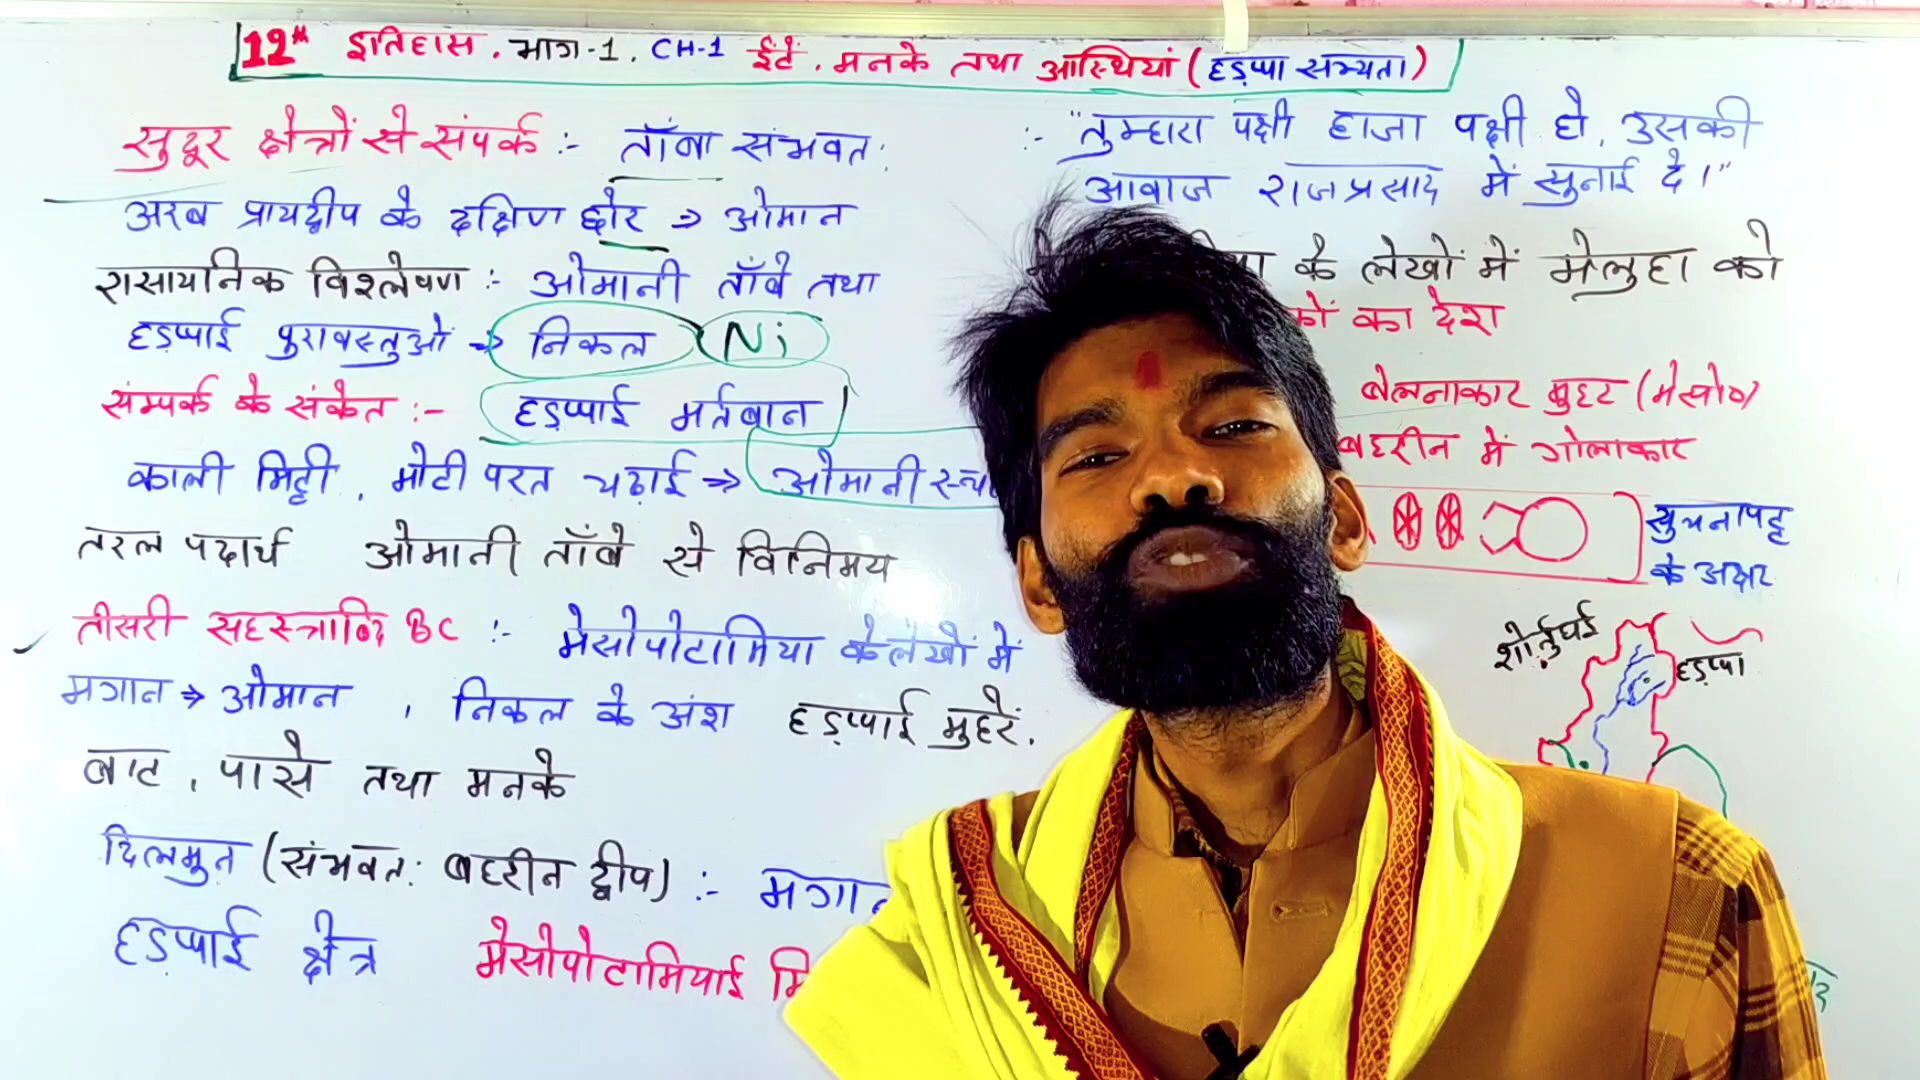 12th इतिहास. भाग-1. CH-1 ईंटें. मनके तथा अस्थियां (हड़प्पा सभ्यता)
सुदूर क्षेत्रों से संपर्क :- ताँबा संभवत:
अरब प्रायद्वीप के दक्षिण छोर ⇒ ओमान
रासायनिक विश्लेषण :- ओमानी ताँबे तथा
हड़प्पाई पुरावस्तुओं → निकल Ni
संम्पर्क के संकेत :- हड़प्पाई मर्तबान
काली मिट्टी, मोटी परत चढ़ाई ⇒ ओमानी
तरल पदार्थ ओमानी ताँबे से विनिमय
तीसरी सहस्त्राब्दि BC :- मेसोपोटामिया के लेखों में
मगान → ओमान, निकल के अंश हड़प्पाई मुहरें.
बाट, पासे तथा मनके
दिलमुन (संभवत: बहरीन द्वीप) :- मगान
हड़प्पाई क्षेत्र मेसोपोटामियाई
:- "तुम्हारा पक्षी हाजा पक्षी हो, उसकी
आवाज राजप्रसाद में सुनाई दे।"
के लेखों में मेलुहा को
का देश
बेलनाकार मुहर (मेसोपो)
बहरीन में गोलाकार
सूचनापट्ट
के अक्षर
शोर्तुघई
हड़प्पा